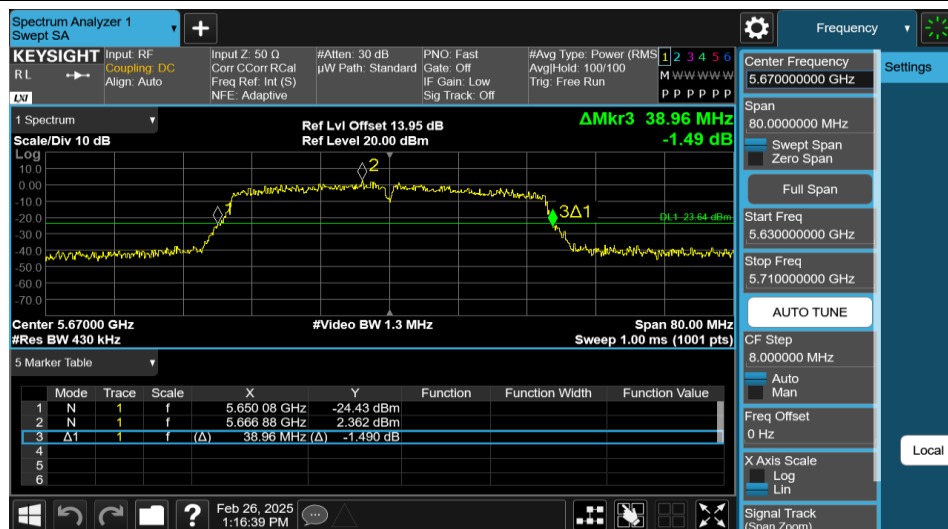 Spectrum Analyzer 1
Swept SA
Frequency
KEYSIGHT
RL
LXI
Input: RF
Coupling: DC
Align: Auto
Input Z: 50 Ω
Corr CCorr RCal
Freq Ref: Int (S)
NFE: Adaptive
#Atten: 30 dB
µW Path: Standard
PNO: Fast
Gate: Off
IF Gain: Low
Sig Track: Off
#Avg Type: Power (RMS
Avg|Hold: 100/100
Trig: Free Run
1 2 3 4 5 6
M W W W W W
P P P P P P
1 Spectrum
Scale/Div 10 dB
Ref Lvl Offset 13.95 dB
Ref Level 20.00 dBm
ΔMkr3 38.96 MHz
-1.49 dB
Log
10.0
0.00
-10.0
-20.0
-30.0
-40.0
-50.0
-60.0
-70.0
1
2
3Δ1
DL1 -23.64 dBm
Center 5.67000 GHz
#Res BW 430 kHz
#Video BW 1.3 MHz
Span 80.00 MHz
Sweep 1.00 ms (1001 pts)
5 Marker Table
Mode Trace Scale X Y Function Function Width Function Value
1 N 1 f 5.650 08 GHz -24.43 dBm
2 N 1 f 5.666 88 GHz 2.362 dBm
3 Δ1 1 f (Δ) 38.96 MHz (Δ) -1.490 dB
4
5
6
Feb 26, 2025
1:16:39 PM
Center Frequency
5.670000000 GHz
Settings
Span
80.0000000 MHz
Swept Span
Zero Span
Full Span
Start Freq
5.630000000 GHz
Stop Freq
5.710000000 GHz
AUTO TUNE
CF Step
8.000000 MHz
Auto
Man
Freq Offset
0 Hz
X Axis Scale
Log
Lin
Local
Signal Track
(Span Zoom)